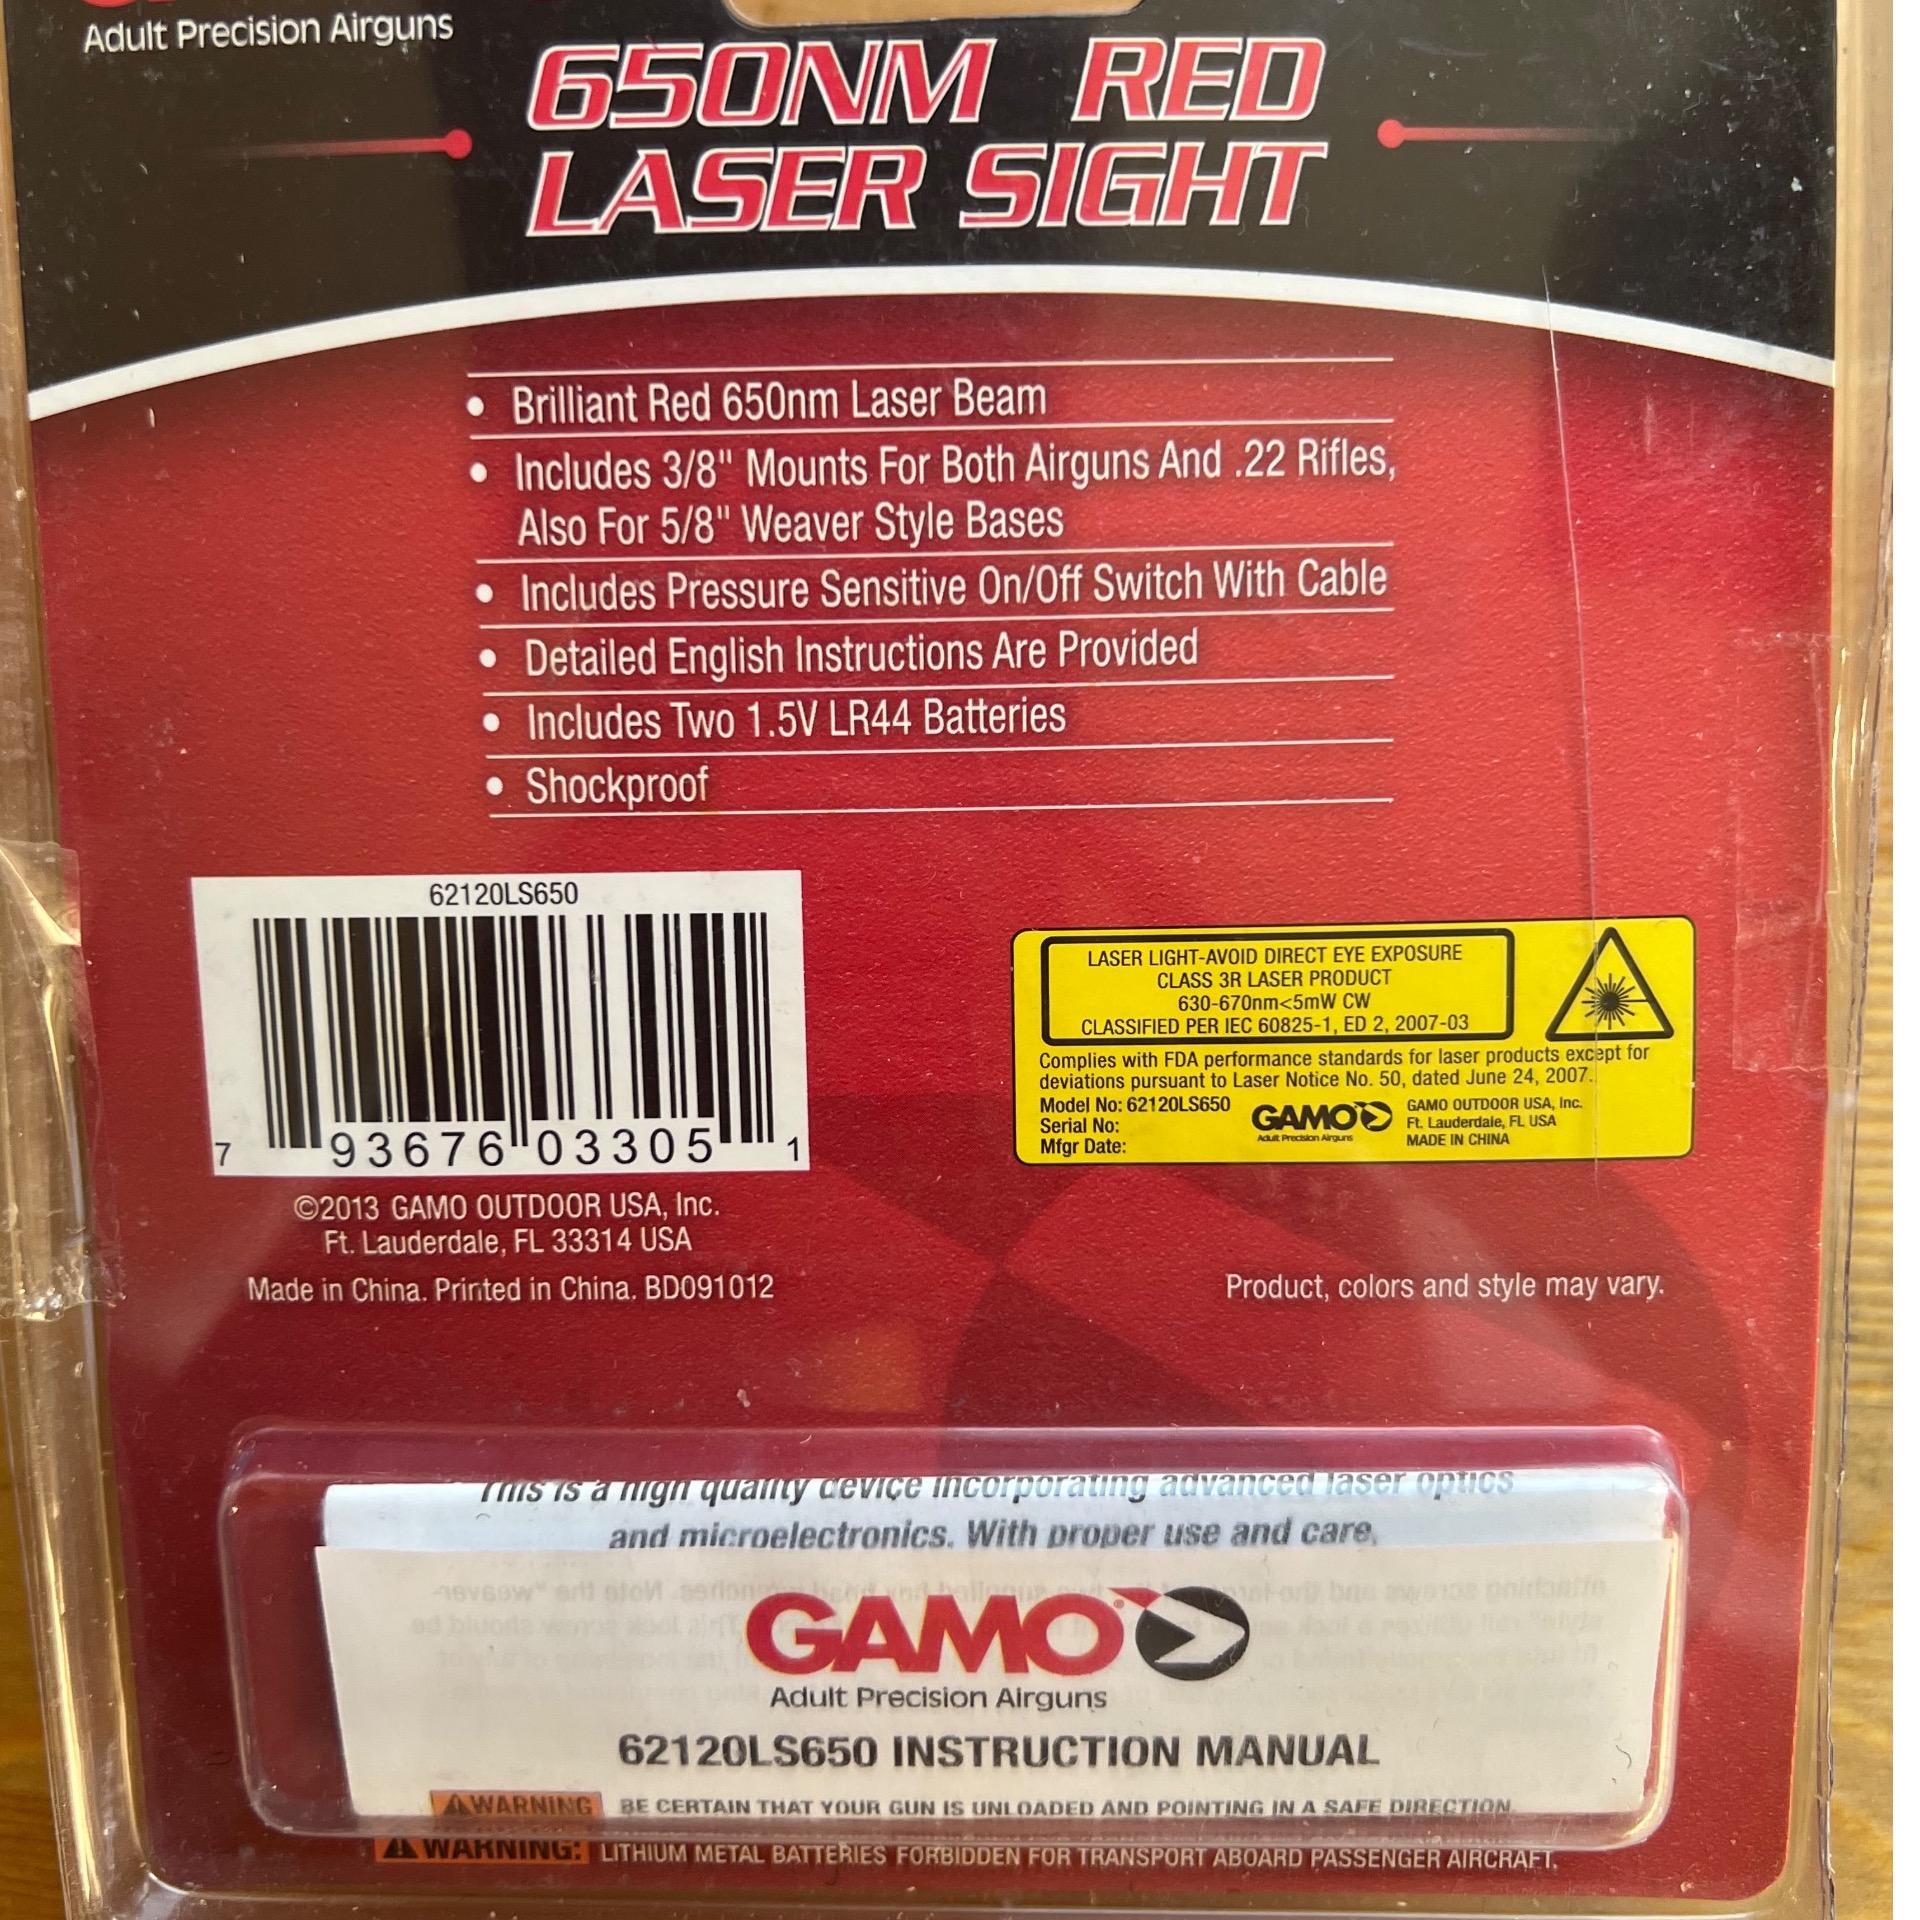 Adult Precision Airguns
650NM RED
LASER SIGHT
• Brilliant Red 650nm Laser Beam
• Includes 3/8" Mounts For Both Airguns And .22 Rifles,
Also For 5/8" Weaver Style Bases
• Includes Pressure Sensitive On/Off Switch With Cable
• Detailed English Instructions Are Provided
• Includes Two 1.5V LR44 Batteries
• Shockproof
62120LS650
7 93676 03305 1
©2013 GAMO OUTDOOR USA, Inc.
Ft. Lauderdale, FL 33314 USA
Made in China. Printed in China. BD091012
LASER LIGHT-AVOID DIRECT EYE EXPOSURE
CLASS 3R LASER PRODUCT
630-670nm<5mW CW
CLASSIFIED PER IEC 60825-1, ED 2, 2007-03
Complies with FDA performance standards for laser products except for
deviations pursuant to Laser Notice No. 50, dated June 24, 2007.
Model No: 62120LS650
Serial No:
Mfgr Date:
GAMO
Adult Precision Airguns
GAMO OUTDOOR USA, Inc.
Ft. Lauderdale, FL USA
MADE IN CHINA
Product, colors and style may vary.
This is a high quality device incorporating advanced laser optics
and microelectronics. With proper use and care,
GAMO®
Adult Precision Airguns
62120LS650 INSTRUCTION MANUAL
WARNING BE CERTAIN THAT YOUR GUN IS UNLOADED AND POINTING IN A SAFE DIRECTION.
WARNING: LITHIUM METAL BATTERIES FORBIDDEN FOR TRANSPORT ABOARD PASSENGER AIRCRAFT.